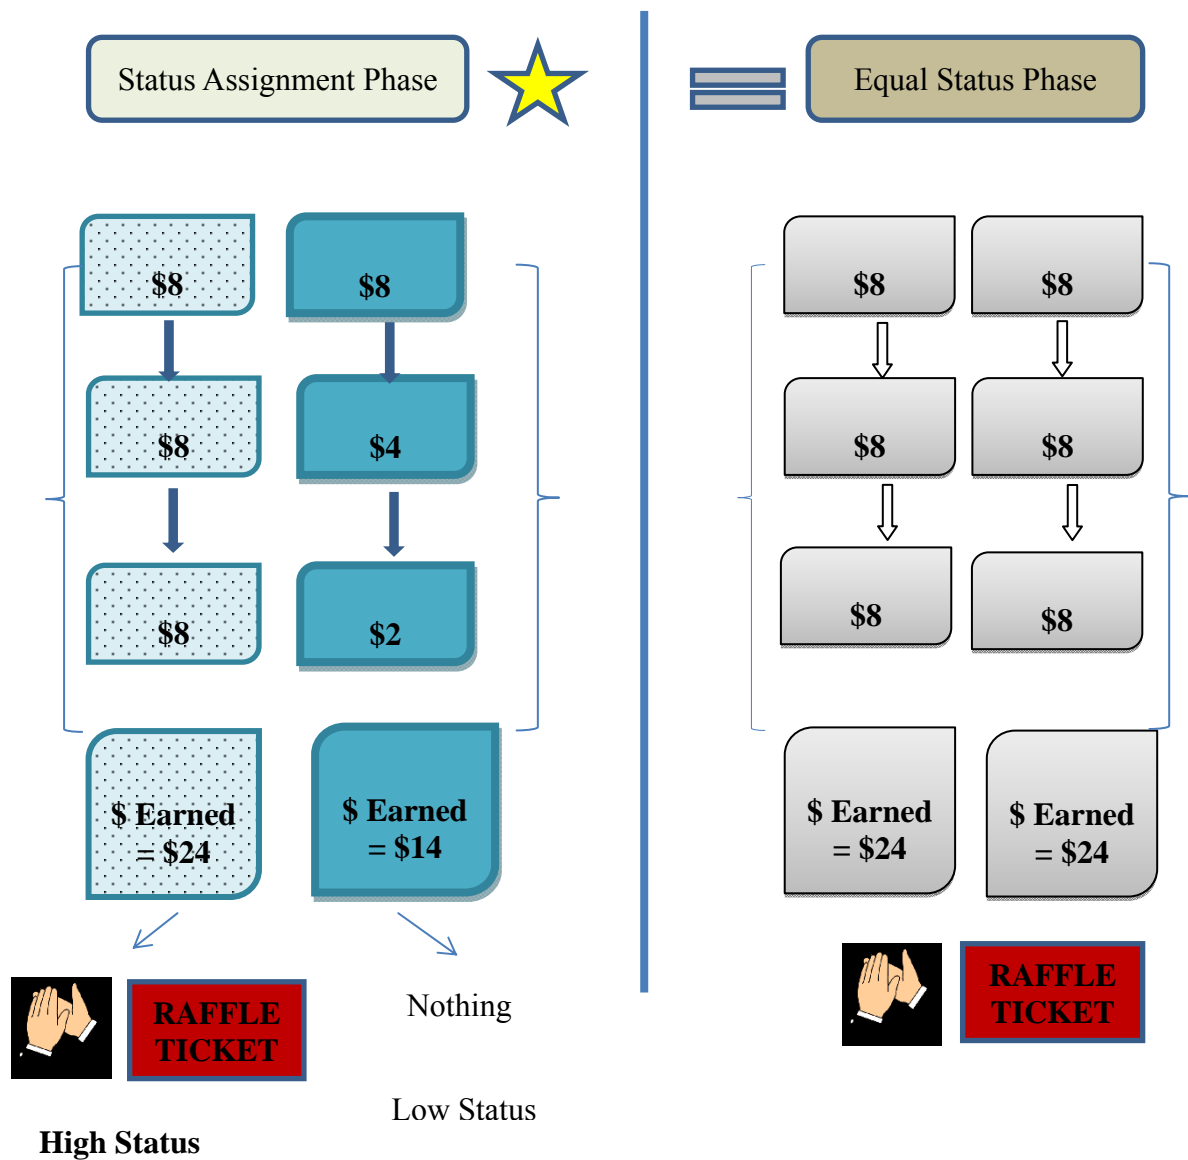 Status Assignment Phase
Equal Status Phase
$8
$8
$8
$8
$8
$4
$8
$8
$8
$2
$8
$8
$ Earned
= $24
$ Earned
= $14
$ Earned
= $24
$ Earned
= $24
RAFFLE
TICKET
Nothing
RAFFLE
TICKET
Low Status
High Status